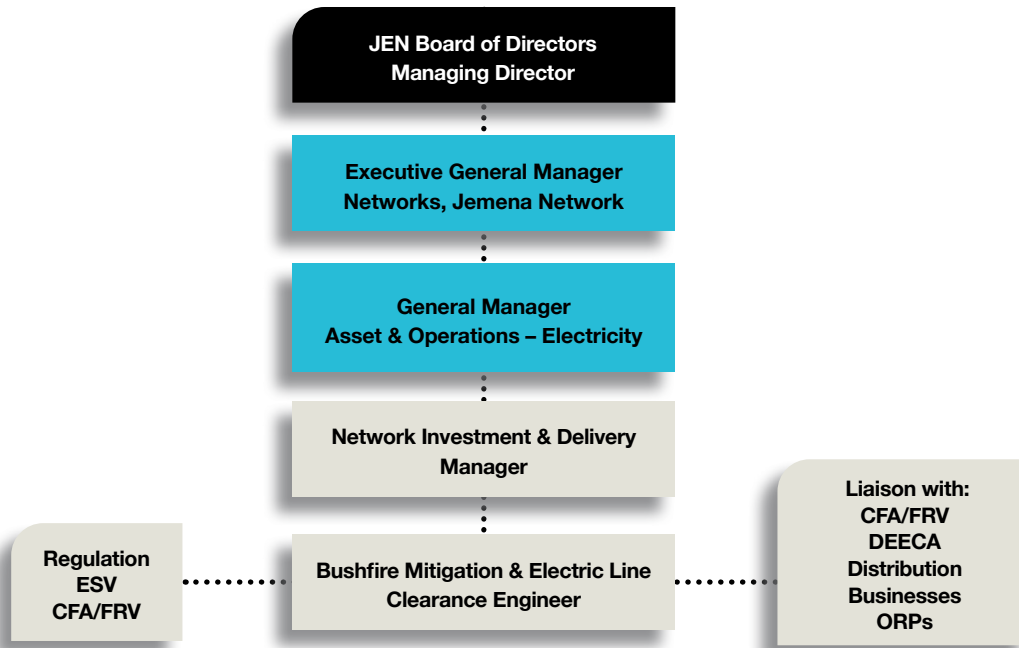 JEN Board of Directors
Managing Director
Executive General Manager
Networks, Jemena Network
General Manager
Asset & Operations – Electricity
Network Investment & Delivery
Manager
Regulation
ESV
CFA/FRV
Bushfire Mitigation & Electric Line
Clearance Engineer
Liaison with:
CFA/FRV
DEECA
Distribution
Businesses
ORPs